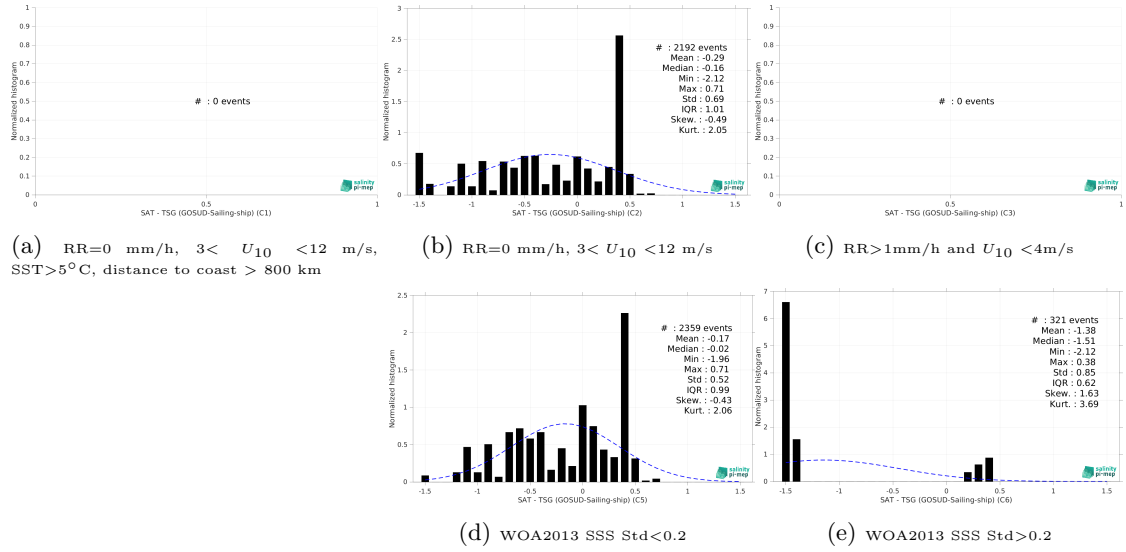 1
0.9
0.8
0.7
0.6
0.5
0.4
0.3
0.2
0.1
0
Normalized histogram
# : 0 events
salinity
pi-mep
0 0.5 1
SAT - TSG (GOSUD-Sailing-ship) (C1)
(a) RR=0 mm/h, 3< U10 <12 m/s,
SST>5°C, distance to coast > 800 km
3
2.5
2
1.5
1
0.5
0
Normalized histogram
# : 2192 events
Mean : -0.29
Median : -0.16
Min : -2.12
Max : 0.71
Std : 0.69
IQR : 1.01
Skew. : -0.49
Kurt. : 2.05
salinity
pi-mep
-1.5 -1 -0.5 0 0.5 1 1.5
SAT - TSG (GOSUD-Sailing-ship) (C2)
(b) RR=0 mm/h, 3< U10 <12 m/s
1
0.9
0.8
0.7
0.6
0.5
0.4
0.3
0.2
0.1
0
Normalized histogram
# : 0 events
salinity
pi-mep
0 0.5 1
SAT - TSG (GOSUD-Sailing-ship) (C3)
(c) RR>1mm/h and U10 <4m/s
2.5
2
1.5
1
0.5
0
Normalized histogram
# : 2359 events
Mean : -0.17
Median : -0.02
Min : -1.96
Max : 0.71
Std : 0.52
IQR : 0.99
Skew. : -0.43
Kurt. : 2.06
salinity
pi-mep
-1.5 -1 -0.5 0 0.5 1 1.5
SAT - TSG (GOSUD-Sailing-ship) (C5)
(d) WOA2013 SSS Std<0.2
7
6
5
4
3
2
1
0
Normalized histogram
# : 321 events
Mean : -1.38
Median : -1.51
Min : -2.12
Max : 0.38
Std : 0.85
IQR : 0.62
Skew. : 1.63
Kurt. : 3.69
salinity
pi-mep
-1.5 -1 -0.5 0 0.5 1 1.5
SAT - TSG (GOSUD-Sailing-ship) (C6)
(e) WOA2013 SSS Std>0.2